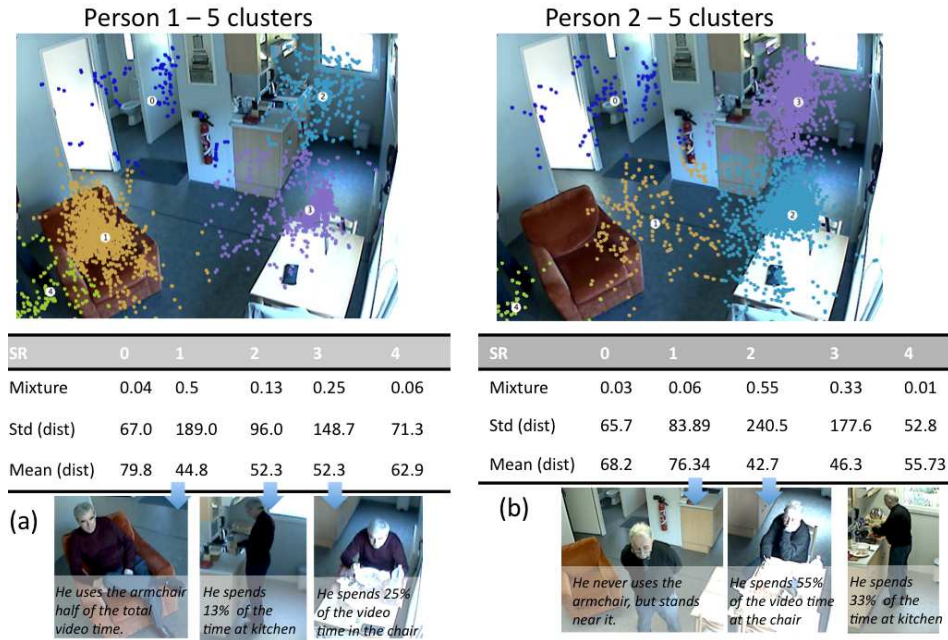 Person 1 – 5 clusters
0
2
3
1
4
SR 0 1 2 3 4
Mixture 0.04 0.5 0.13 0.25 0.06
Std (dist) 67.0 189.0 96.0 148.7 71.3
Mean (dist) 79.8 44.8 52.3 52.3 62.9
(a)
He uses the armchair
half of the total
video time.
He spends
13% of the
time at kitchen
He spends 25%
of the video
time in the chair
Person 2 – 5 clusters
0
3
2
1
4
SR 0 1 2 3 4
Mixture 0.03 0.06 0.55 0.33 0.01
Std (dist) 65.7 83.89 240.5 177.6 52.8
Mean (dist) 68.2 76.34 42.7 46.3 55.73
(b)
He never uses the
armchair, but stands
near it.
He spends 55%
of the video time
at the chair
He spends
33% of the
time at kitchen